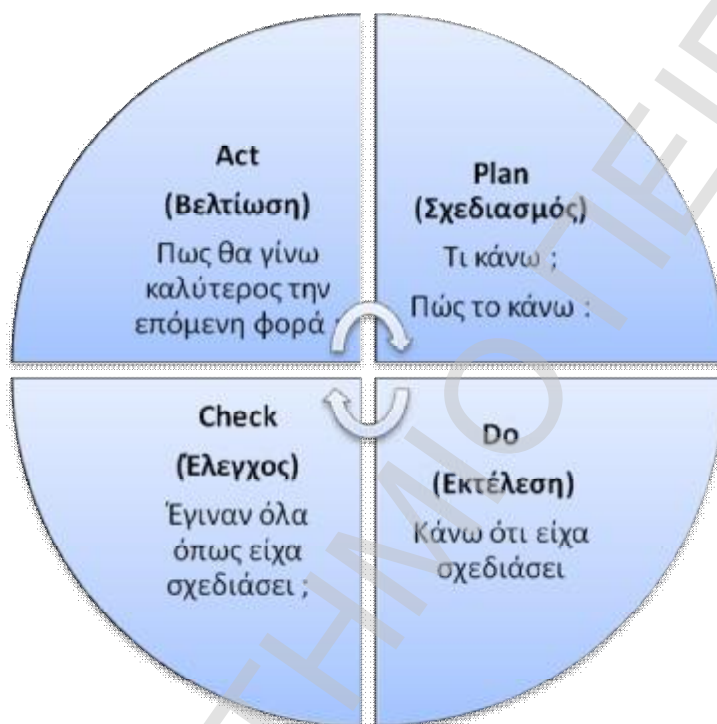 Act
(Βελτίωση)
Πως θα γίνω
καλύτερος την
επόμενη φορά ;
Plan
(Σχεδιασμός)
Τι κάνω ;
Πώς το κάνω :
Check
(Έλεγχος)
Έγιναν όλα
όπως είχα
σχεδιάσει ;
Do
(Εκτέλεση)
Κάνω ότι είχα
σχεδιάσει